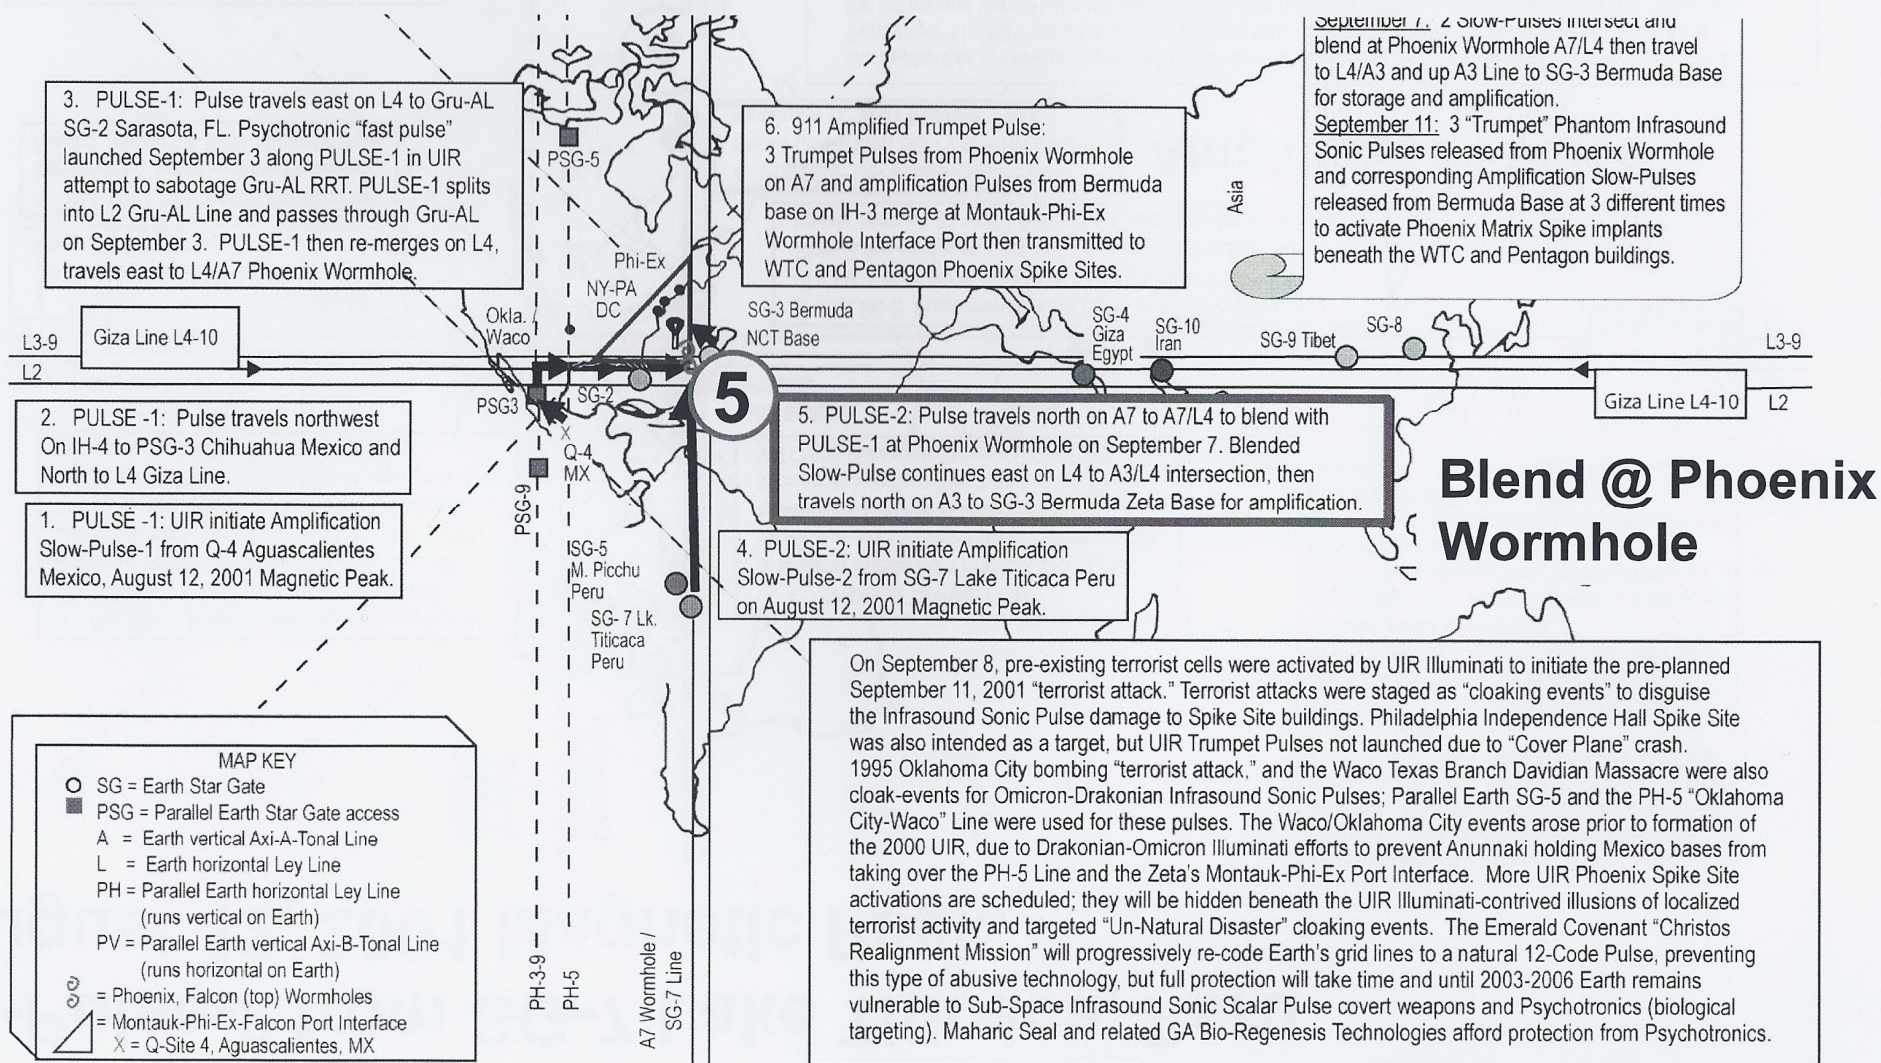 3. PULSE-1: Pulse travels east on L4 to Gru-AL
SG-2 Sarasota, FL. Psychotronic “fast pulse”
launched September 3 along PULSE-1 in UIR
attempt to sabotage Gru-AL RRT. PULSE-1 splits
into L2 Gru-AL Line and passes through Gru-AL
on September 3. PULSE-1 then re-merges on L4,
travels east to L4/A7 Phoenix Wormhole.
PSG-5
6. 911 Amplified Trumpet Pulse:
3 Trumpet Pulses from Phoenix Wormhole
on A7 and amplification Pulses from Bermuda
base on IH-3 merge at Montauk-Phi-Ex
Wormhole Interface Port then transmitted to
WTC and Pentagon Phoenix Spike Sites.
Asia
September 7: 2 Slow-Pulses intersect and
blend at Phoenix Wormhole A7/L4 then travel
to L4/A3 and up A3 Line to SG-3 Bermuda Base
for storage and amplification.
September 11: 3 “Trumpet” Phantom Infrasound
Sonic Pulses released from Phoenix Wormhole
and corresponding Amplification Slow-Pulses
released from Bermuda Base at 3 different times
to activate Phoenix Matrix Spike implants
beneath the WTC and Pentagon buildings.
Phi-Ex
NY-PA
DC
Okla.
Waco
SG-3 Bermuda
NCT Base
SG-4
Giza
Egypt
SG-10
Iran
SG-9 Tibet
SG-8
L3-9
Giza Line L4-10
L2
L3-9
Giza Line L4-10
L2
PSG3
SG-2
5
X
Q-4
MX
2. PULSE -1: Pulse travels northwest
On IH-4 to PSG-3 Chihuahua Mexico and
North to L4 Giza Line.
1. PULSE -1: UIR initiate Amplification
Slow-Pulse-1 from Q-4 Aguascalientes
Mexico, August 12, 2001 Magnetic Peak.
PSG-9
5. PULSE-2: Pulse travels north on A7 to A7/L4 to blend with
PULSE-1 at Phoenix Wormhole on September 7. Blended
Slow-Pulse continues east on L4 to A3/L4 intersection, then
travels north on A3 to SG-3 Bermuda Zeta Base for amplification.
Blend @ Phoenix
Wormhole
4. PULSE-2: UIR initiate Amplification
Slow-Pulse-2 from SG-7 Lake Titicaca Peru
on August 12, 2001 Magnetic Peak.
SG-5
M. Picchu
Peru
SG- 7 Lk.
Titicaca
Peru
On September 8, pre-existing terrorist cells were activated by UIR Illuminati to initiate the pre-planned
September 11, 2001 “terrorist attack.” Terrorist attacks were staged as “cloaking events” to disguise
the Infrasound Sonic Pulse damage to Spike Site buildings. Philadelphia Independence Hall Spike Site
was also intended as a target, but UIR Trumpet Pulses not launched due to “Cover Plane” crash.
1995 Oklahoma City bombing “terrorist attack,” and the Waco Texas Branch Davidian Massacre were also
cloak-events for Omicron-Drakonian Infrasound Sonic Pulses; Parallel Earth SG-5 and the PH-5 “Oklahoma
City-Waco” Line were used for these pulses. The Waco/Oklahoma City events arose prior to formation of
the 2000 UIR, due to Drakonian-Omicron Illuminati efforts to prevent Anunnaki holding Mexico bases from
taking over the PH-5 Line and the Zeta’s Montauk-Phi-Ex Port Interface. More UIR Phoenix Spike Site
activations are scheduled; they will be hidden beneath the UIR Illuminati-contrived illusions of localized
terrorist activity and targeted “Un-Natural Disaster” cloaking events. The Emerald Covenant “Christos
Realignment Mission” will progressively re-code Earth’s grid lines to a natural 12-Code Pulse, preventing
this type of abusive technology, but full protection will take time and until 2003-2006 Earth remains
vulnerable to Sub-Space Infrasound Sonic Scalar Pulse covert weapons and Psychotronics (biological
targeting). Maharic Seal and related GA Bio-Regenesis Technologies afford protection from Psychotronics.
MAP KEY
SG = Earth Star Gate
PSG = Parallel Earth Star Gate access
A = Earth vertical Axi-A-Tonal Line
L = Earth horizontal Ley Line
PH = Parallel Earth horizontal Ley Line
(runs vertical on Earth)
PV = Parallel Earth vertical Axi-B-Tonal Line
(runs horizontal on Earth)
= Phoenix, Falcon (top) Wormholes
= Montauk-Phi-Ex-Falcon Port Interface
X = Q-Site 4, Aguascalientes, MX
PH-3-9
PH-5
A7 Wormhole /
SG-7 Line